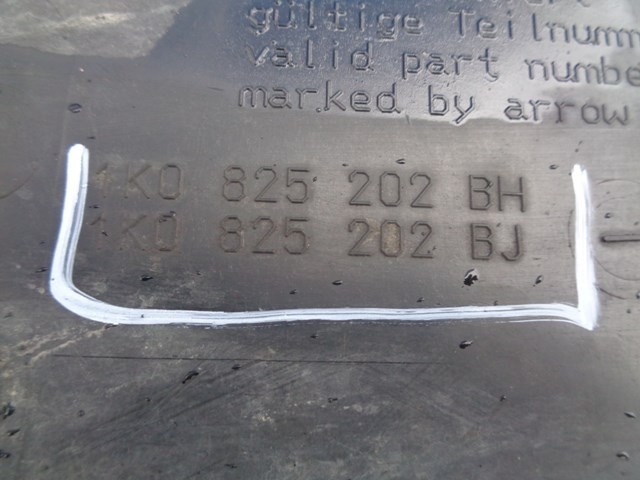 gültige Teilnumm
valid part numbe
marked by arrow
1K0 825 202 BH
1K0 825 202 BJ